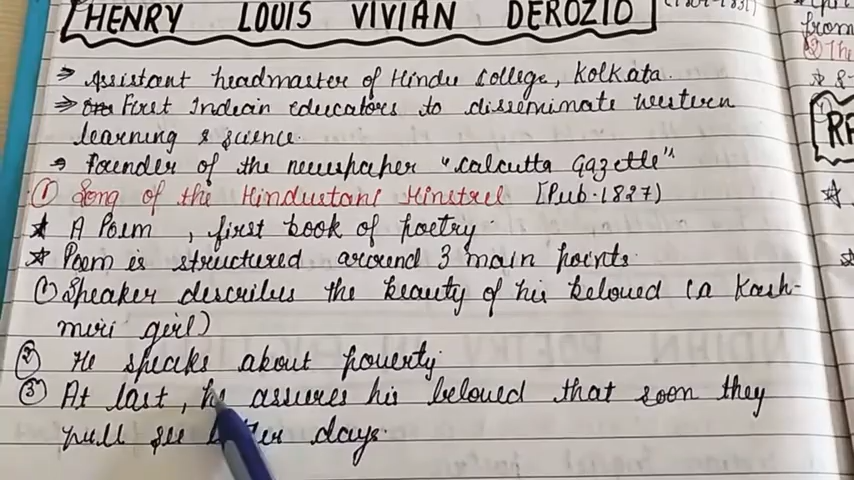 HENRY LOUIS VIVIAN DEROZIO
Assistant headmaster of Hindu College, Kolkata.
First Indian educators to disseminate western
learning & science.
Founder of the newspaper "Calcutta Gazette"
① Song of the Hindustani Minstrel [Pub. 1827)
★ A Poem , first book of poetry.
★ Poem is structured around 3 main points.
① Speaker describes the beauty of his beloved (a Kash-
miri girl)
② He speaks about poverty.
③ At last, he assures his beloved that soon they
will see better days.
from